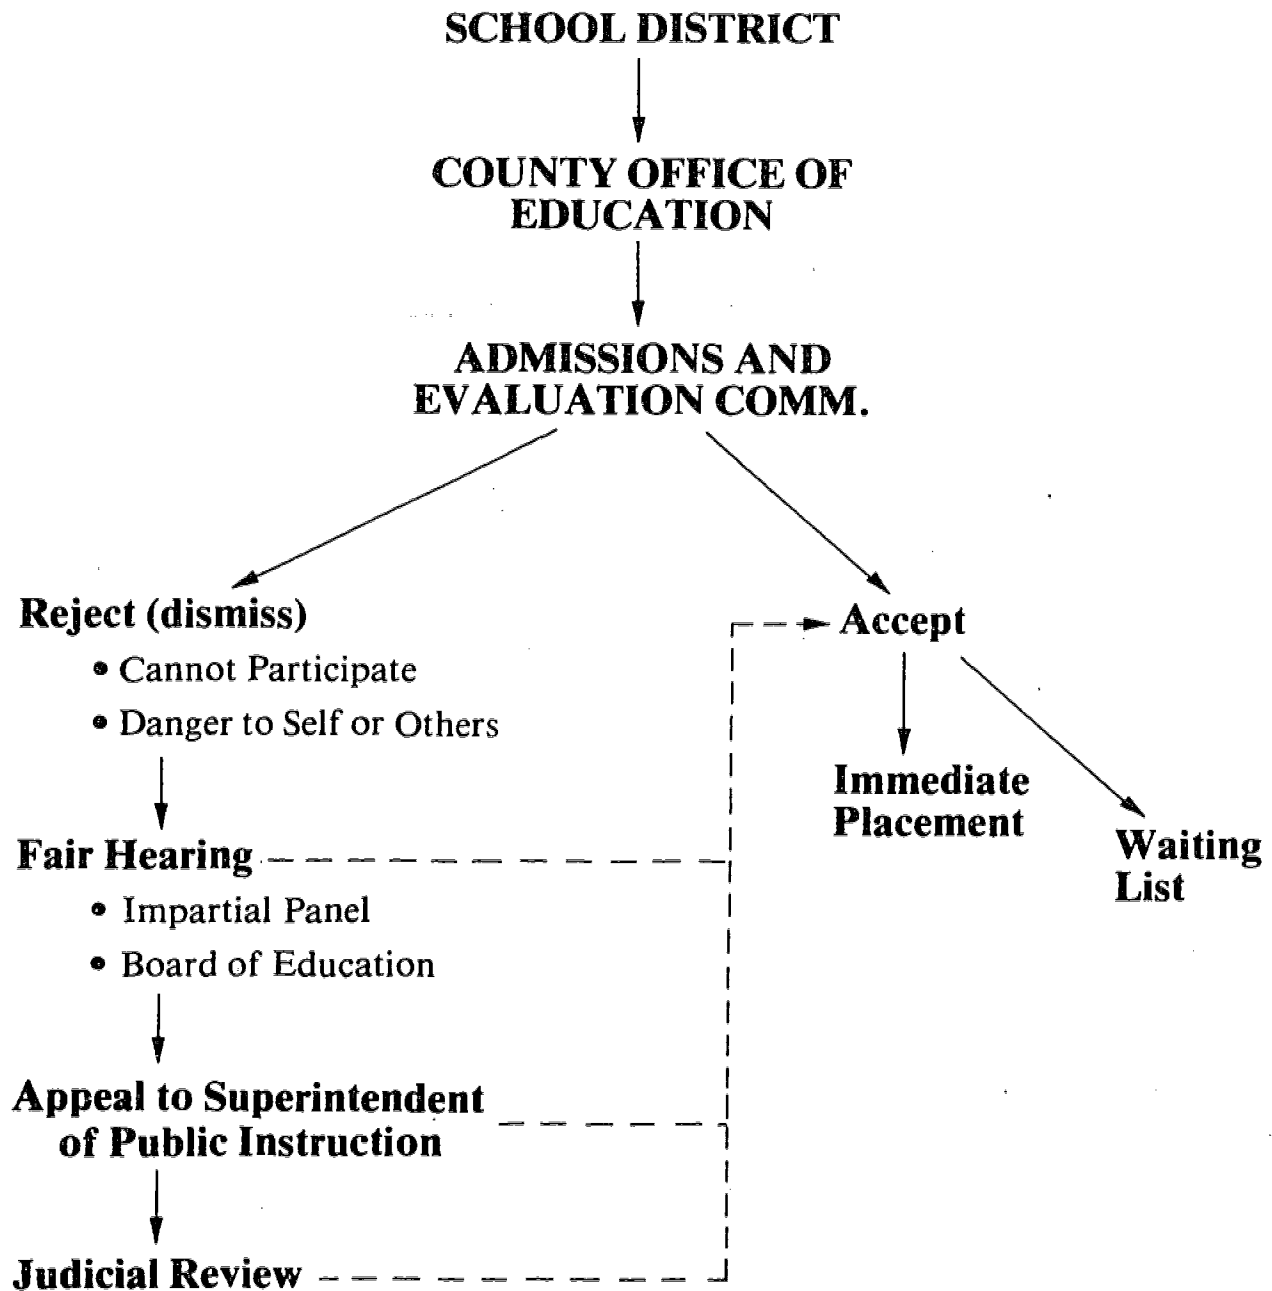 SCHOOL DISTRICT
COUNTY OFFICE OF
EDUCATION
ADMISSIONS AND
EVALUATION COMM.
Reject (dismiss)
• Cannot Participate
• Danger to Self or Others
Fair Hearing
• Impartial Panel
• Board of Education
Appeal to Superintendent
of Public Instruction
Judicial Review
Accept
Immediate
Placement
Waiting
List